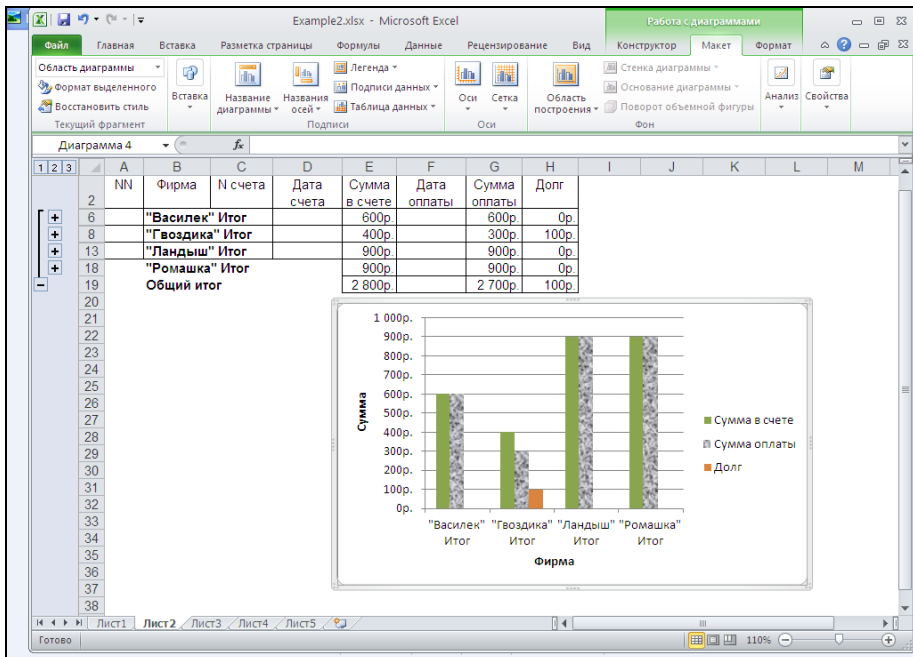 Example2.xlsx - Microsoft Excel
Работа с диаграммами
Файл Главная Вставка Разметка страницы Формулы Данные Рецензирование Вид Конструктор Макет Формат
Область диаграммы
Формат выделенного
Восстановить стиль
Текущий фрагмент
Вставка
Название диаграммы
Названия осей
Легенда
Подписи данных
Таблица данных
Подписи
Оси
Сетка
Оси
Область построения
Стенка диаграммы
Основание диаграммы
Поворот объемной фигуры
Фон
Анализ
Свойства
Диаграмма 4
fx
1 2 3
A B C D E F G H I J K L M
2 NN Фирма N счета Дата счета Сумма в счете Дата оплаты Сумма оплаты Долг
6 "Василек" Итог 600р. 600р. 0р.
8 "Гвоздика" Итог 400р. 300р. 100р.
13 "Ландыш" Итог 900р. 900р. 0р.
18 "Ромашка" Итог 900р. 900р. 0р.
19 Общий итог 2 800р. 2 700р. 100р.
20
21
22
23
24
25
26
27
28
29
30
31
32
33
34
35
36
37
38
1 000р.
900р.
800р.
700р.
600р.
500р.
400р.
300р.
200р.
100р.
0р.
Сумма
"Василек" Итог
"Гвоздика" Итог
"Ландыш" Итог
"Ромашка" Итог
Фирма
Сумма в счете
Сумма оплаты
Долг
Лист1 Лист2 Лист3 Лист4 Лист5
Готово
110%